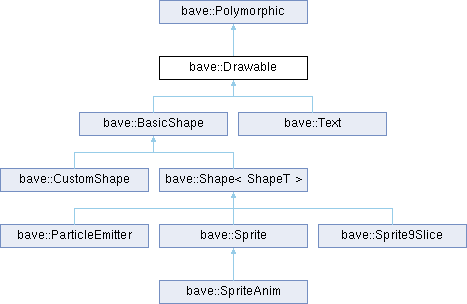 bave::Polymorphic
bave::Drawable
bave::BasicShape
bave::Text
bave::CustomShape
bave::Shape< ShapeT >
bave::ParticleEmitter
bave::Sprite
bave::Sprite9Slice
bave::SpriteAnim